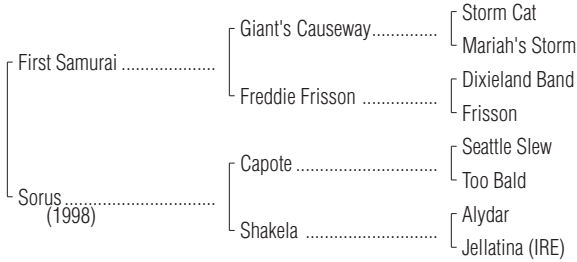 Storm Cat
Giant's Causeway..............
Mariah's Storm
First Samurai ....................
Dixieland Band
Freddie Frisson ................
Frisson
Seattle Slew
Capote ..............................
Too Bald
Sorus................................
(1998)
Alydar
Shakela ............................
Jellatina (IRE)